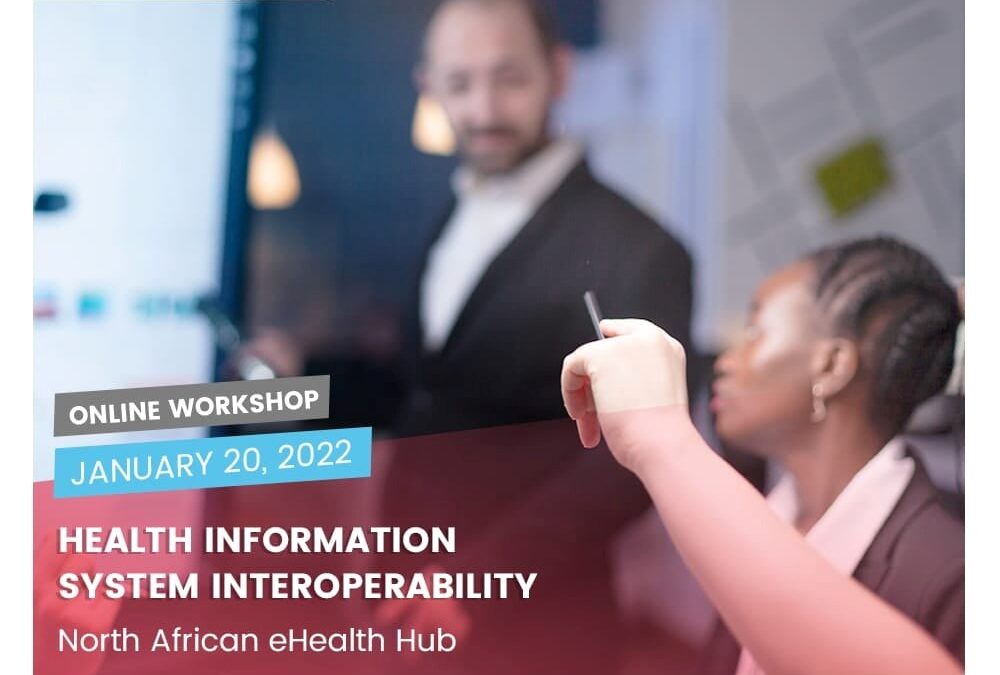 ONLINE WORKSHOP
JANUARY 20, 2022
HEALTH INFORMATION
SYSTEM INTEROPERABILITY
North African eHealth Hub